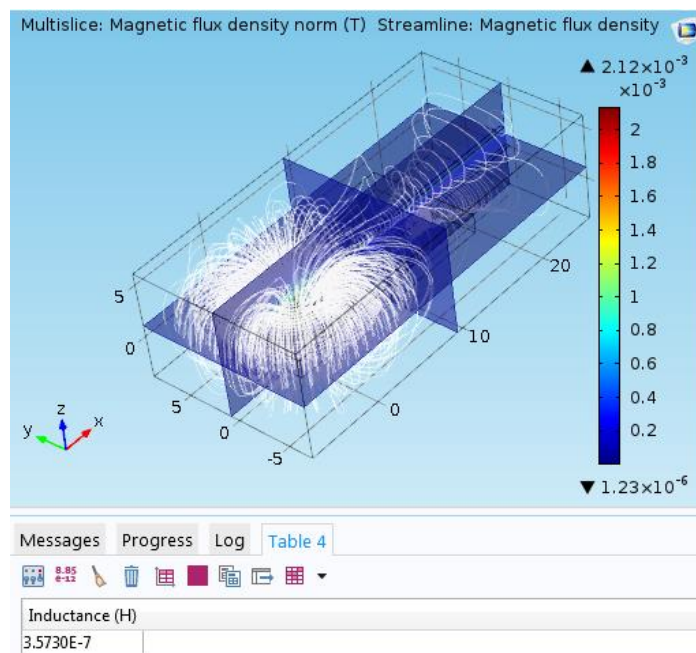 Multislice: Magnetic flux density norm (T) Streamline: Magnetic flux density
▲ 2.12×10⁻³
×10⁻³
2
1.8
1.6
1.4
1.2
1
0.8
0.6
0.4
0.2
▼ 1.23×10⁻⁶
5
0
20
10
0
5
0
-5
z
y
x
Messages Progress Log Table 4
8.85
e-12
Inductance (H)
3.5730E-7